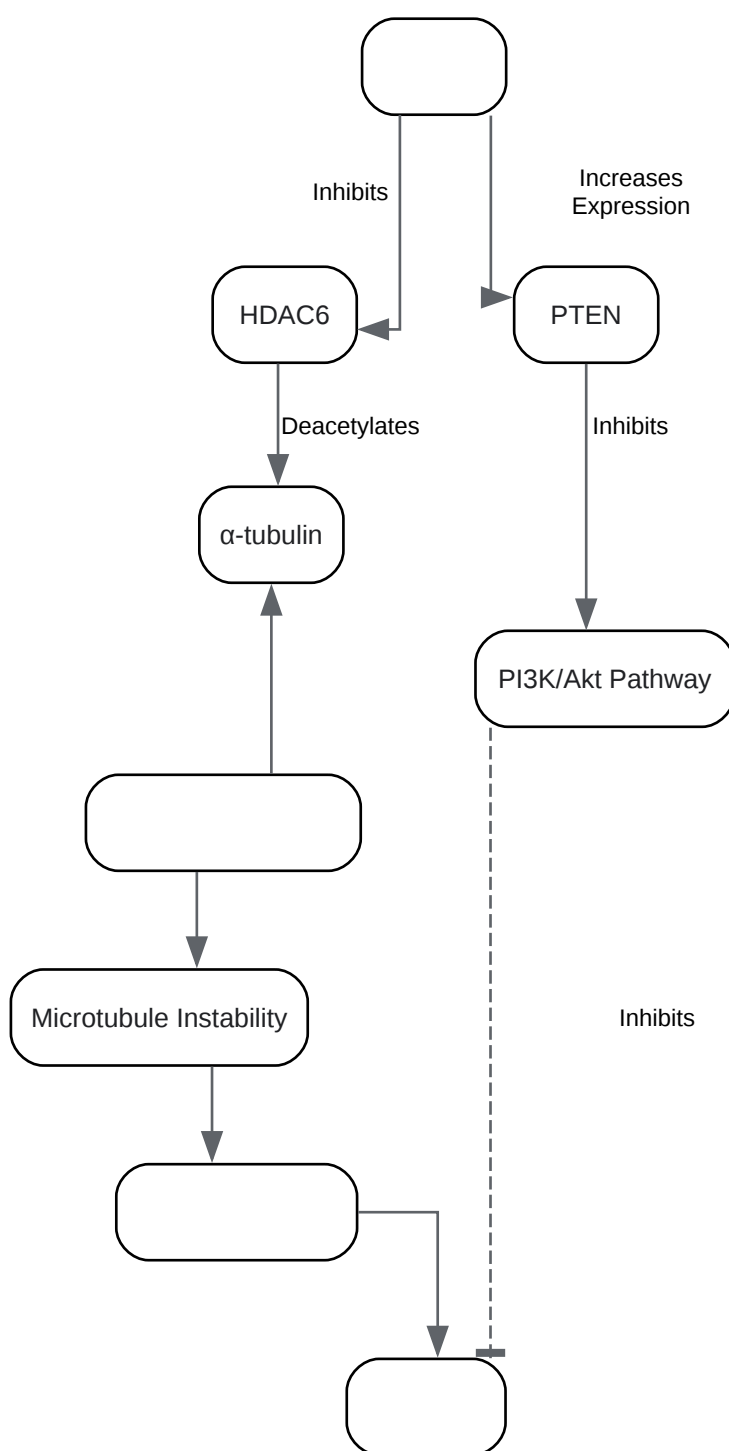 Inhibits
Increases
Expression
HDAC6
PTEN
Deacetylates
Inhibits
α-tubulin
PI3K/Akt Pathway
Microtubule Instability
Inhibits